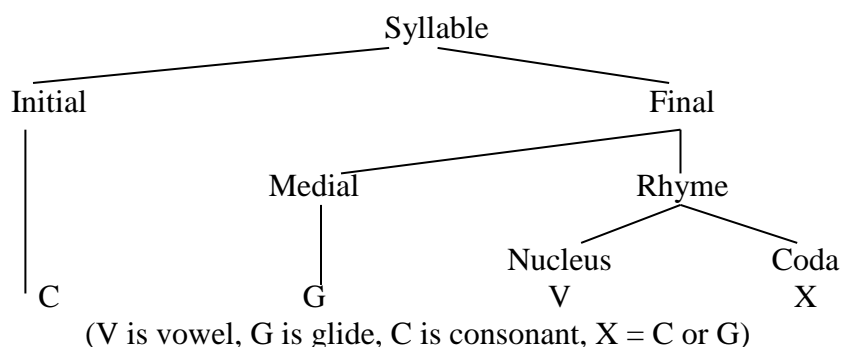 Syllable
Initial Final
Medial Rhyme
Nucleus Coda
C G V X
(V is vowel, G is glide, C is consonant, X = C or G)